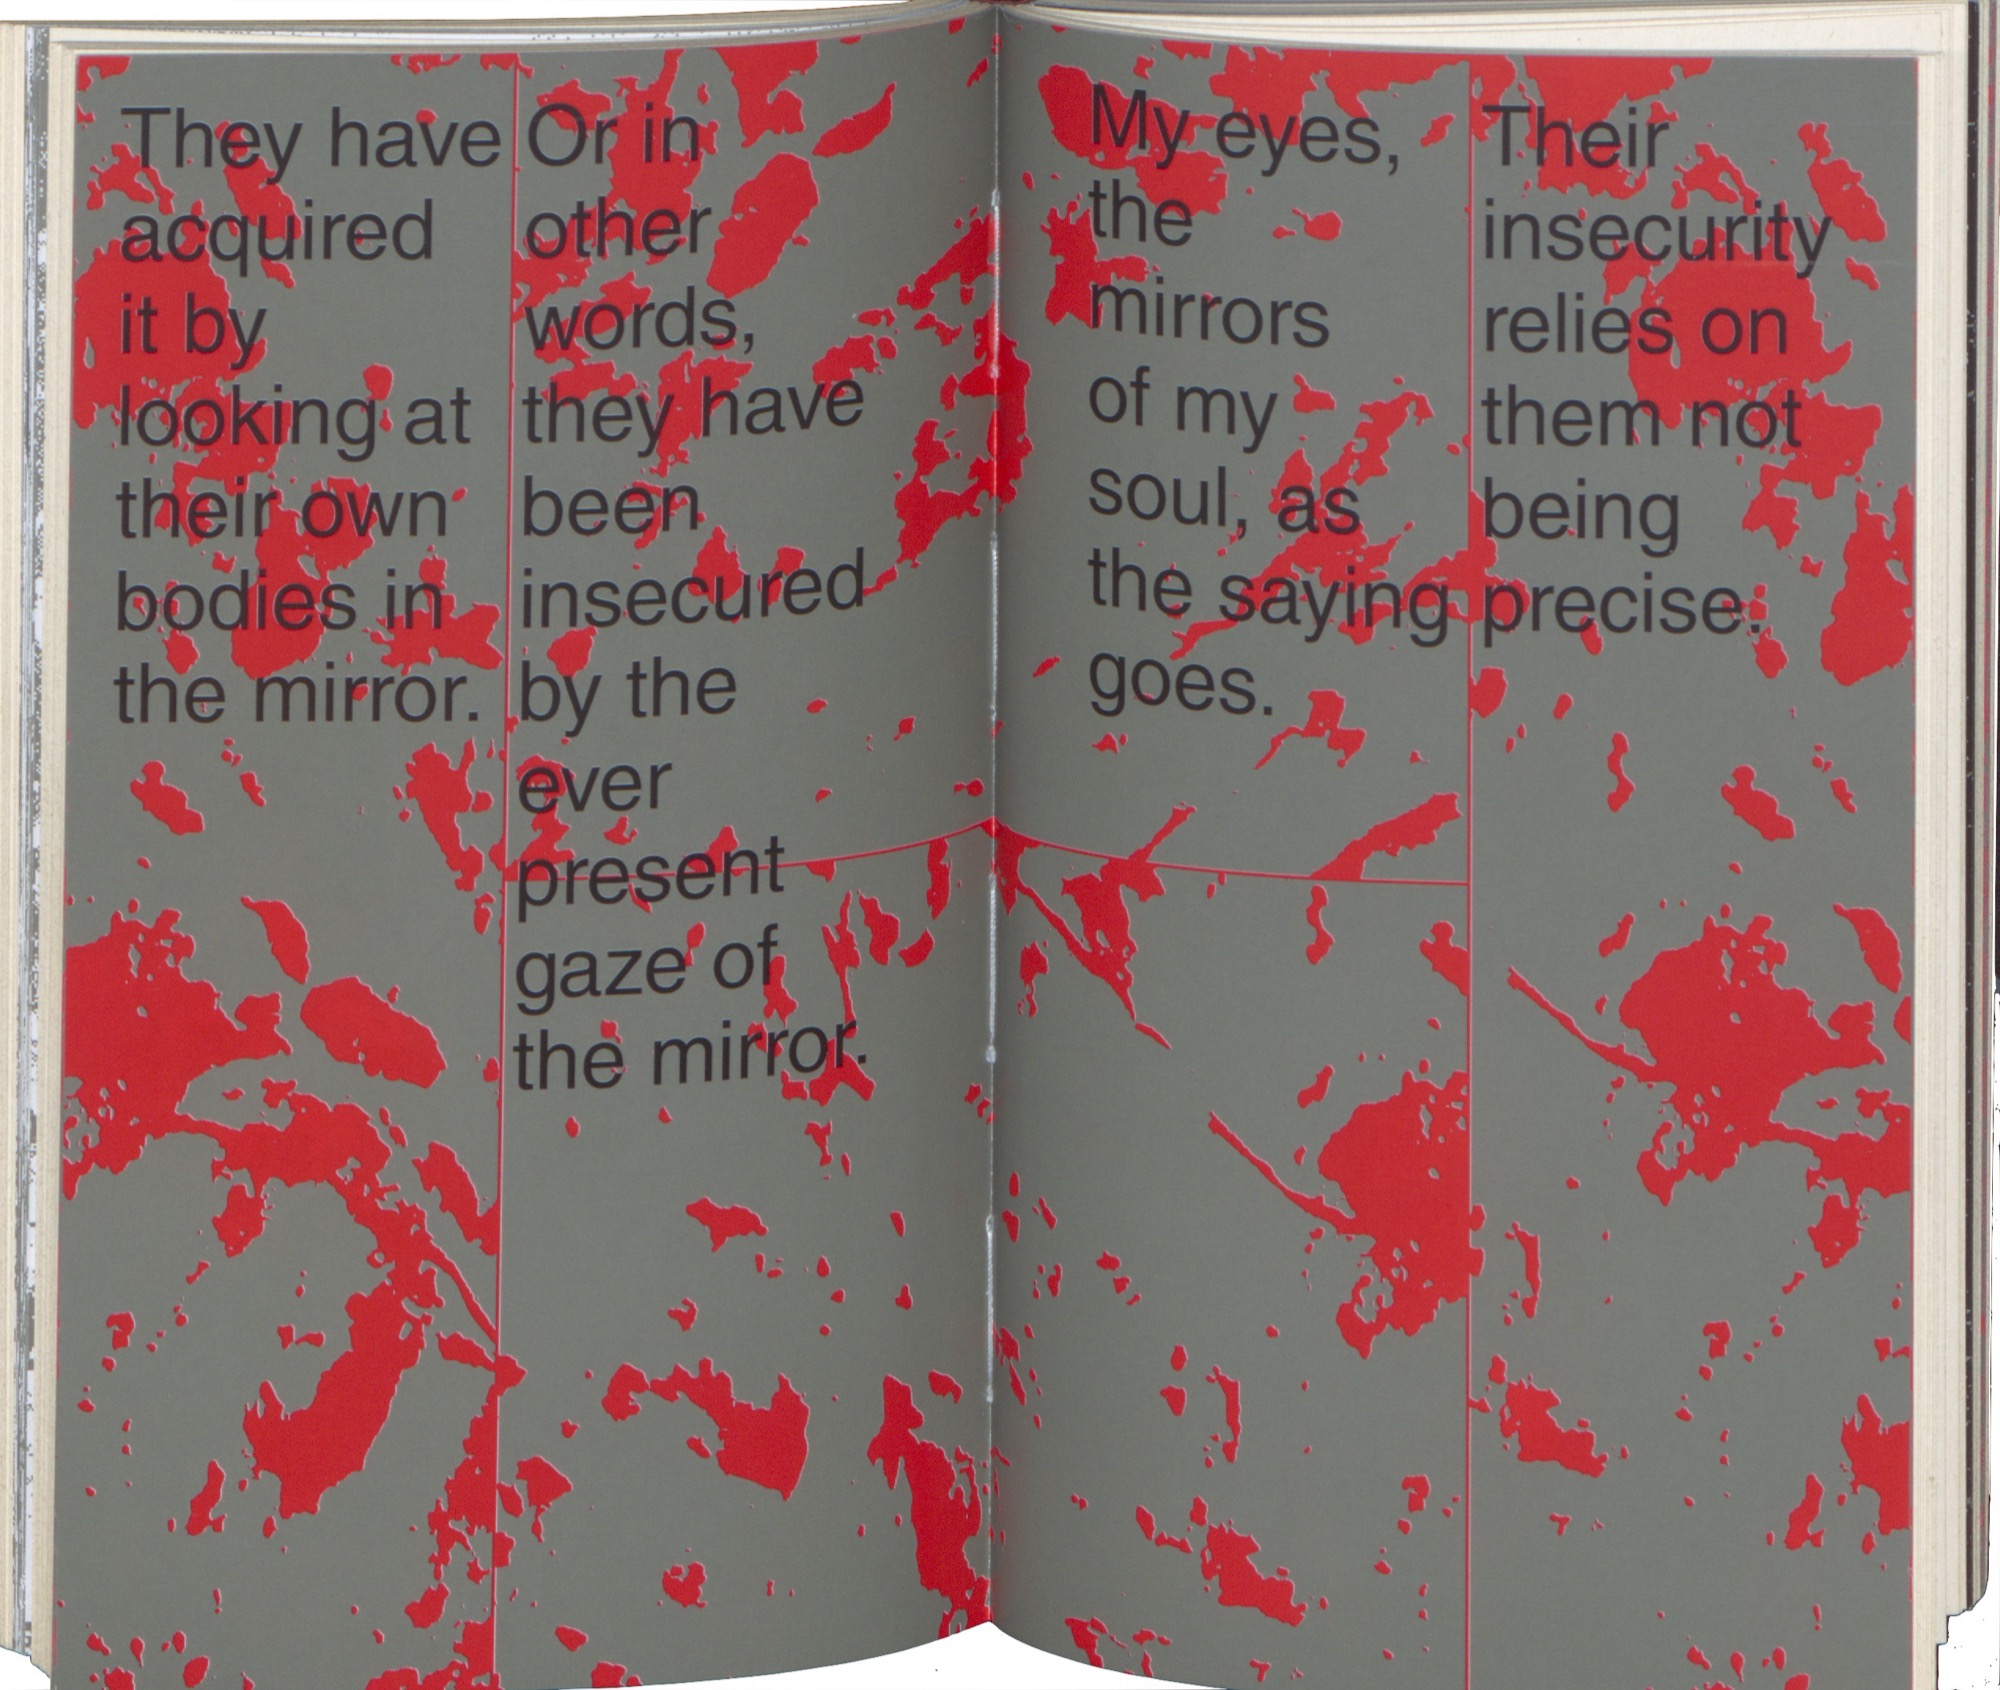 They have
acquired
it by
looking at
their own
bodies in
the mirror.
Or in
other
words,
they have
been
insecured
by the
ever
present
gaze of
the mirror.
My eyes,
the
mirrors
of my
soul, as
the saying
goes.
Their
insecurity
relies on
them not
being
precise.